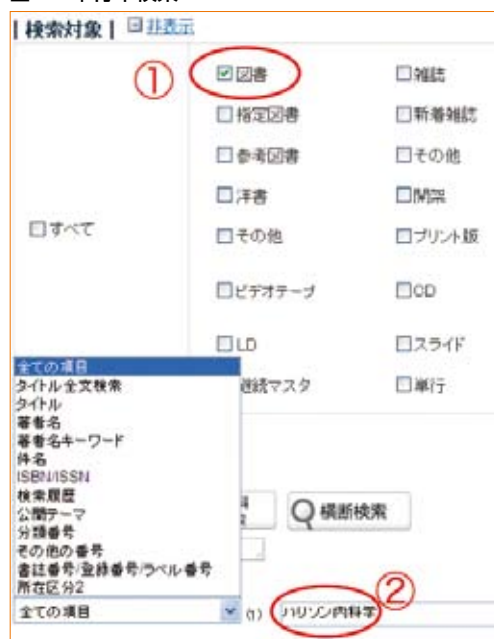 | 検索対象 | 非表示
①
図書 雑誌
指定図書 新着雑誌
参考図書 その他
洋書 開架
すべて
その他 プリント版
ビデオテープ CD
LD スライド
継続マスタ 単行
全ての項目
タイトル全文検索
タイトル
著者名
著者名キーワード
件名
ISBN/ISSN
検索履歴
公開テーマ
分類番号
その他の番号
書誌番号/登録番号/ラベル番号
所在区分2
横断検索
②
全ての項目 (1) ハリソン内科学